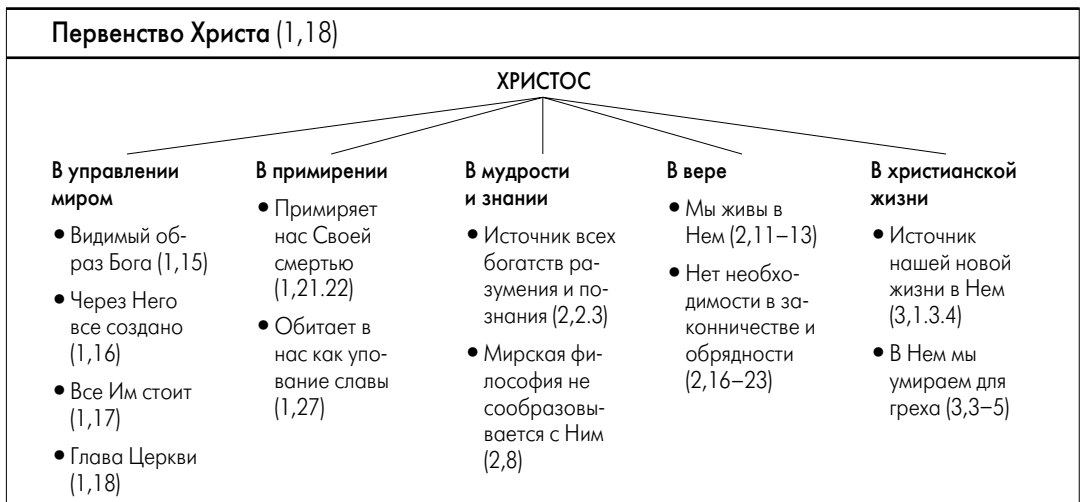 Первенство Христа (1,18)
ХРИСТОС
В управлении
миром
• Видимый об-
раз Бога (1,15)
• Через Него
все создано
(1,16)
• Все Им стоит
(1,17)
• Глава Церкви
(1,18)
В примирении
• Примиряет
нас Своей
смертью
(1,21.22)
• Обитает в
нас как упо-
вание славы
(1,27)
В мудрости
и знании
• Источник всех
богатств ра-
зумения и по-
знания (2,2.3)
• Мирская фи-
лософия не
сообразовы-
вается с Ним
(2,8)
В вере
• Мы живы в
Нем (2,11–13)
• Нет необхо-
димости в за-
конничестве и
обрядности
(2,16–23)
В христианской
жизни
• Источник
нашей новой
жизни в Нем
(3,1.3.4)
• В Нем мы
умираем для
греха (3,3–5)